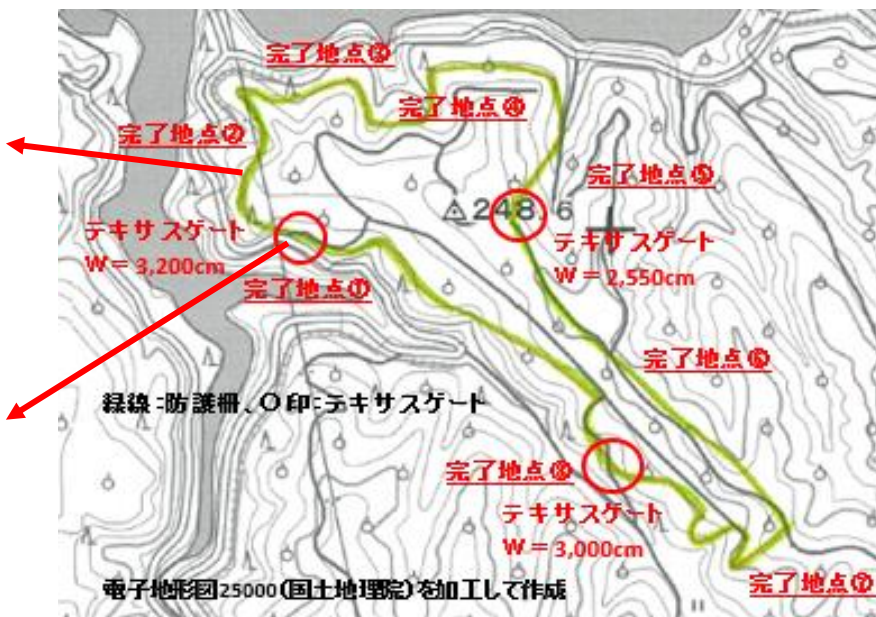 完了地点③
完了地点④
完了地点②
完了地点⑤
△248.6
テキサスゲート
W=3,200cm
テキサスゲート
W=2,550cm
完了地点①
完了地点⑥
緑線:防護柵、○印:テキサスゲート
完了地点⑧
テキサスゲート
W=3,000cm
完了地点⑦
電子地形図25000(国土地理院)を加工して作成